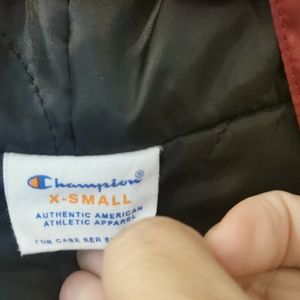 Champion®
X-SMALL
AUTHENTIC AMERICAN
ATHLETIC APPAREL
FOR CARE SEE